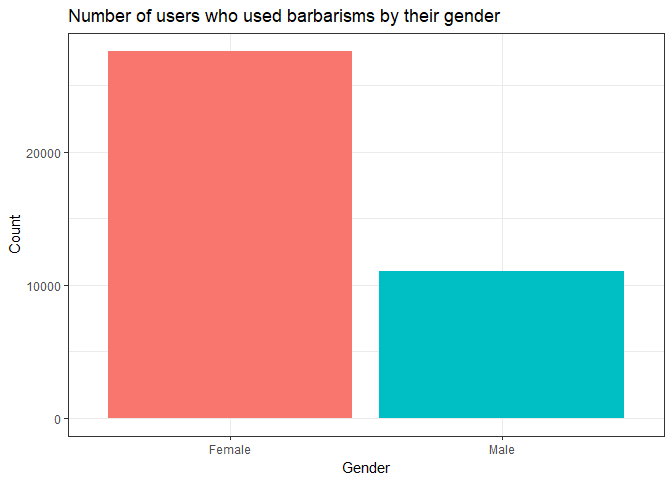 Number of users who used barbarisms by their gender
Count
20000
10000
0
Female
Male
Gender